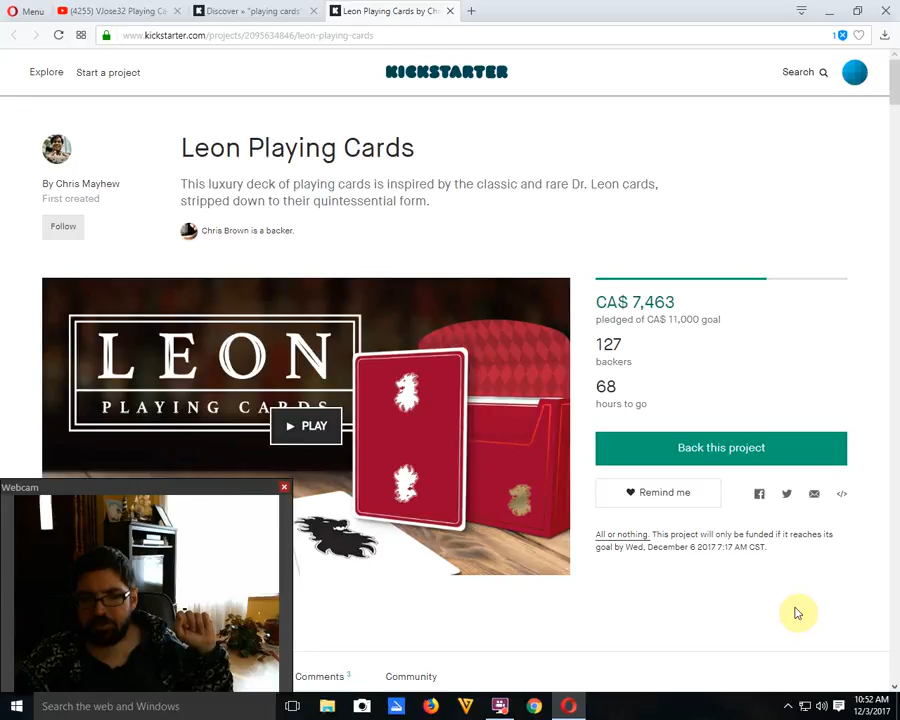 Menu
(4255) VJose32 Playing Ca
Discover » "playing cards"
Leon Playing Cards by Chr
www.kickstarter.com/projects/2095634846/leon-playing-cards
1
Explore
Start a project
KICKSTARTER
Search
Leon Playing Cards
By Chris Mayhew
First created
Follow
This luxury deck of playing cards is inspired by the classic and rare Dr. Leon cards,
stripped down to their quintessential form.
Chris Brown is a backer.
LEON
PLAYING CARDS
PLAY
CA$ 7,463
pledged of CA$ 11,000 goal
127
backers
68
hours to go
Back this project
Remind me
All or nothing. This project will only be funded if it reaches its
goal by Wed, December 6 2017 7:17 AM CST.
Webcam
Comments 3
Community
Search the web and Windows
10:52 AM
12/3/2017